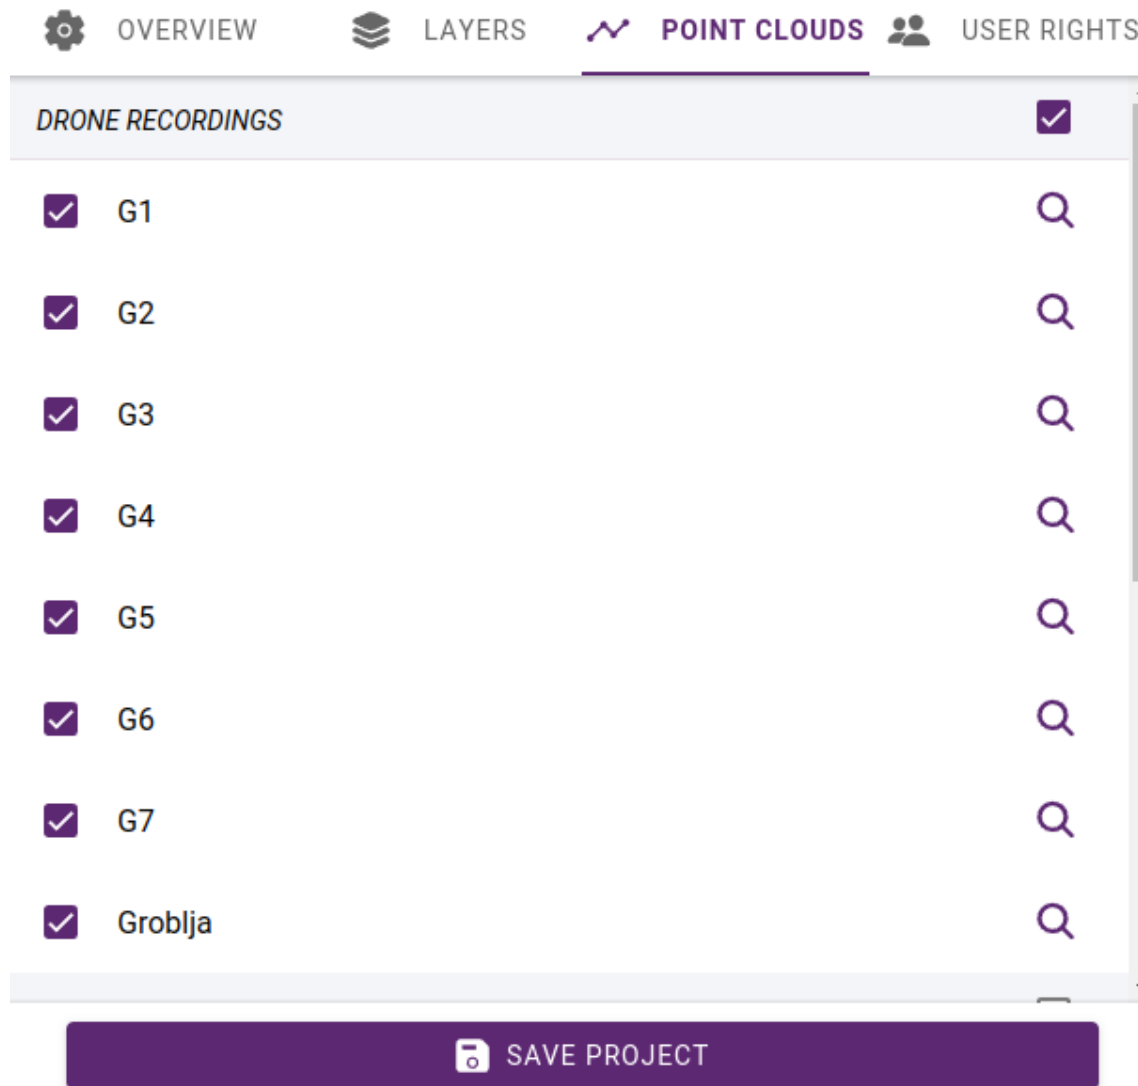 OVERVIEW LAYERS POINT CLOUDS USER RIGHTS
DRONE RECORDINGS
G1
G2
G3
G4
G5
G6
G7
Groblja
SAVE PROJECT